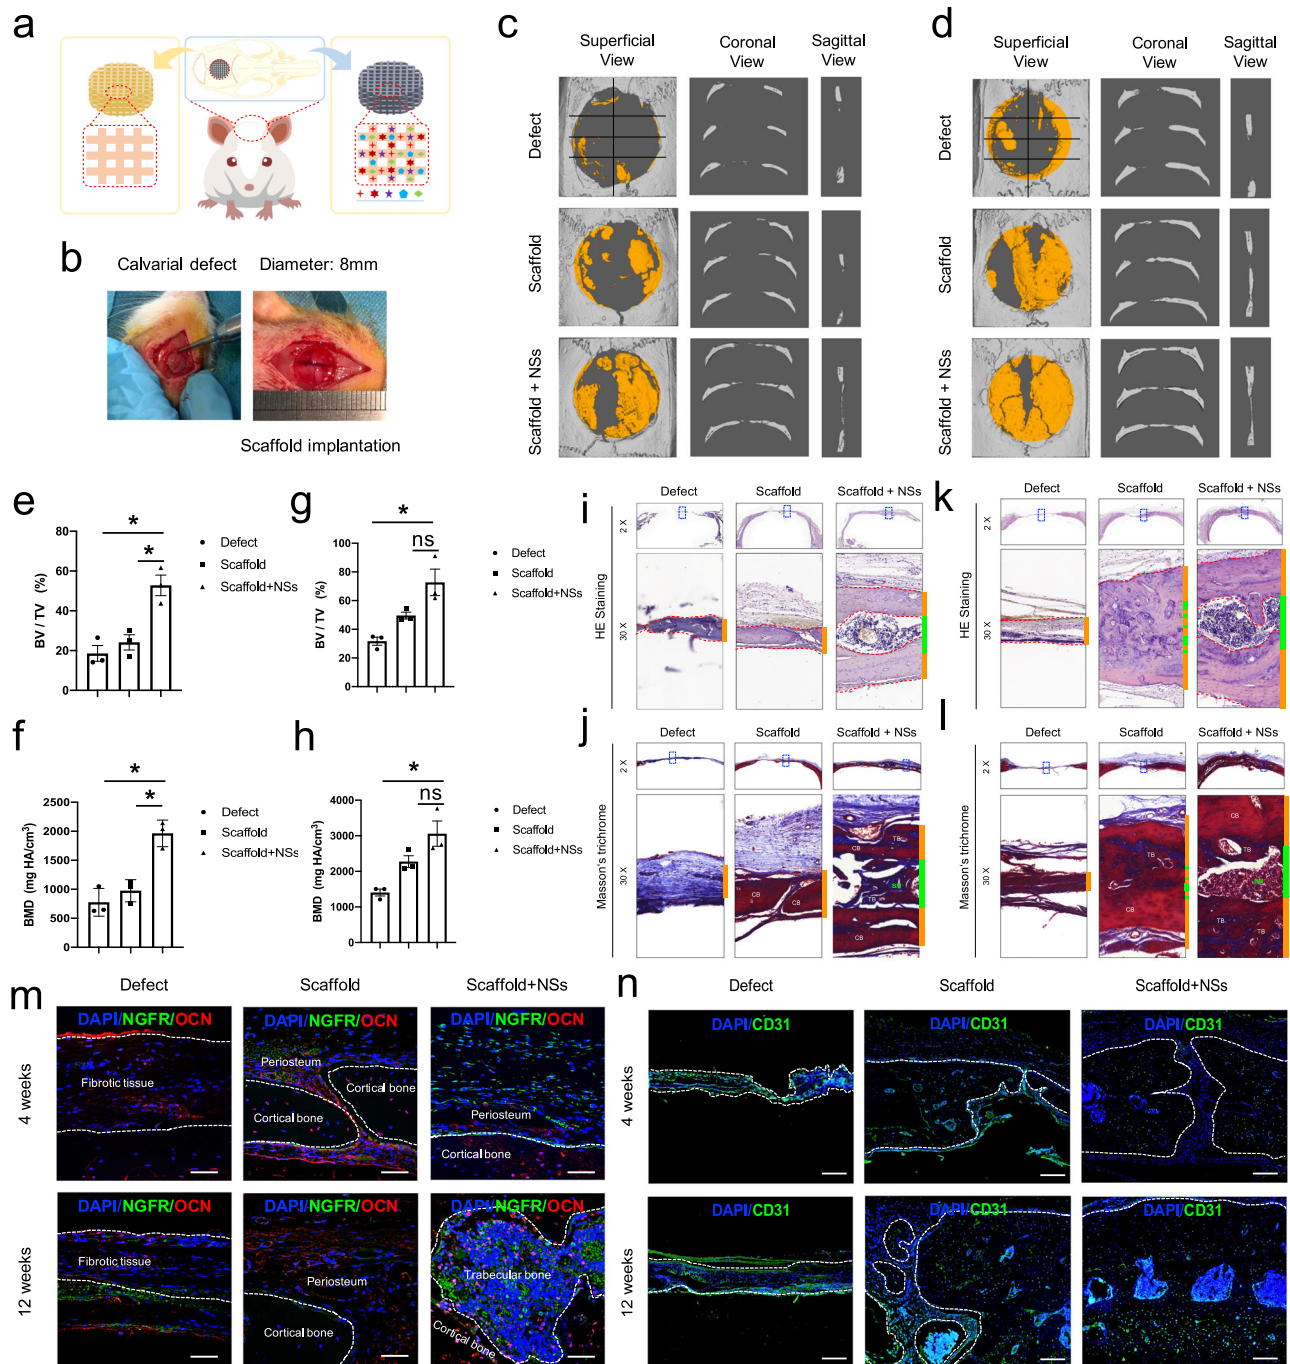 a
b
Calvarial defect
Diameter: 8mm
Scaffold implantation
c
Superficial View
Coronal View
Sagittal View
Defect
Scaffold
Scaffold + NSs
d
Superficial View
Coronal View
Sagittal View
Defect
Scaffold
Scaffold + NSs
e
BV / TV (%)
80
60
40
20
0
*
*
Defect
Scaffold
Scaffold+NSs
g
BV / TV (%)
100
80
60
40
20
0
*
ns
Defect
Scaffold
Scaffold+NSs
f
BMD (mg HA/cm³)
2500
2000
1500
1000
500
0
*
*
Defect
Scaffold
Scaffold+NSs
h
BMD (mg HA/cm³)
4000
3000
2000
1000
0
*
ns
Defect
Scaffold
Scaffold+NSs
i
Defect
Scaffold
Scaffold + NSs
HE Staining
2 X
30 X
k
Defect
Scaffold
Scaffold + NSs
HE Staining
2 X
30 X
j
Defect
Scaffold
Scaffold + NSs
Masson's trichrome
2 X
30 X
CB
CB
TB
CB
BM
TB
CB
l
Defect
Scaffold
Scaffold + NSs
Masson's trichrome
2 X
30 X
CB
TB
CB
CB
TB
BM
TB
TB
m
Defect
Scaffold
Scaffold+NSs
4 weeks
DAPI/NGFR/OCN
Fibrotic tissue
DAPI/NGFR/OCN
Periosteum
Cortical bone
Cortical bone
DAPI/NGFR/OCN
Periosteum
Cortical bone
12 weeks
DAPI/NGFR/OCN
Fibrotic tissue
DAPI/NGFR/OCN
Periosteum
Cortical bone
DAPI/NGFR/OCN
Trabecular bone
Cortical bone
n
Defect
Scaffold
Scaffold+NSs
4 weeks
DAPI/CD31
DAPI/CD31
DAPI/CD31
12 weeks
DAPI/CD31
DAPI/CD31
DAPI/CD31